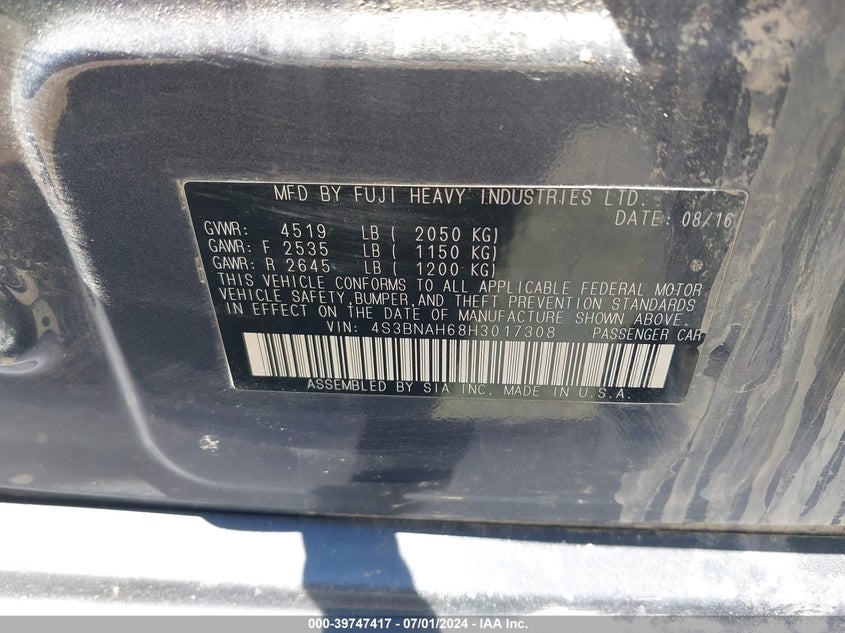 MFD BY FUJI HEAVY INDUSTRIES LTD.
DATE: 08/16
GVWR: 4519 LB ( 2050 KG)
GAWR: F 2535 LB ( 1150 KG)
GAWR: R 2645 LB ( 1200 KG)
THIS VEHICLE CONFORMS TO ALL APPLICABLE FEDERAL MOTOR
VEHICLE SAFETY, BUMPER, AND THEFT PREVENTION STANDARDS
IN EFFECT ON THE DATE OF MANUFACTURE SHOWN ABOVE.
VIN: 4S3BNAH68H3017308 PASSENGER CAR
ASSEMBLED BY SIA INC. MADE IN U.S.A.
000-39747417 - 07/01/2024 - IAA Inc.